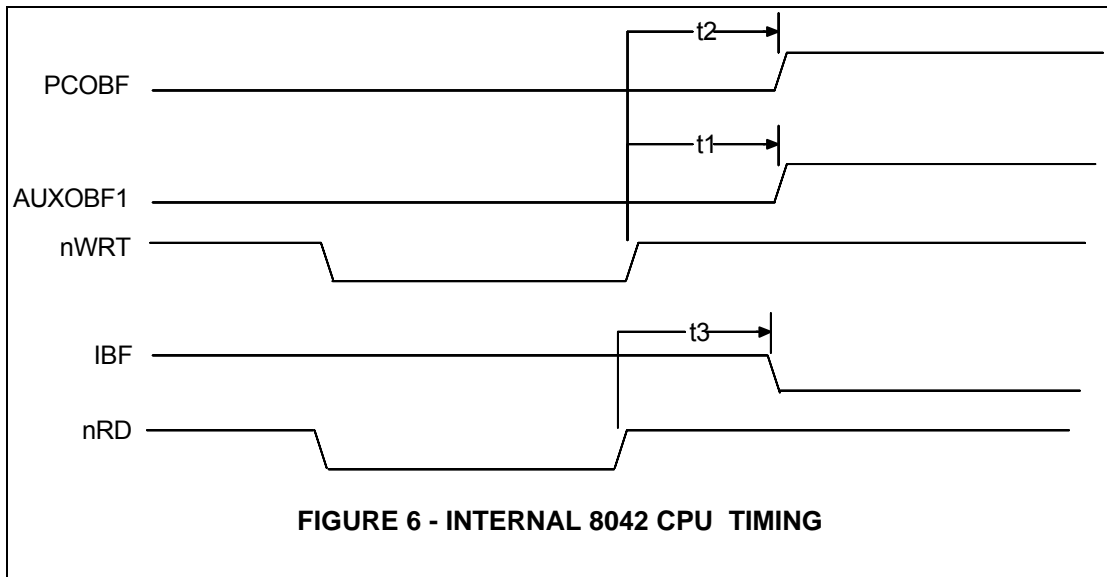 t2
PCOBF
t1
AUXOBF1
nWRT
t3
IBF
nRD
FIGURE 6 - INTERNAL 8042 CPU TIMING